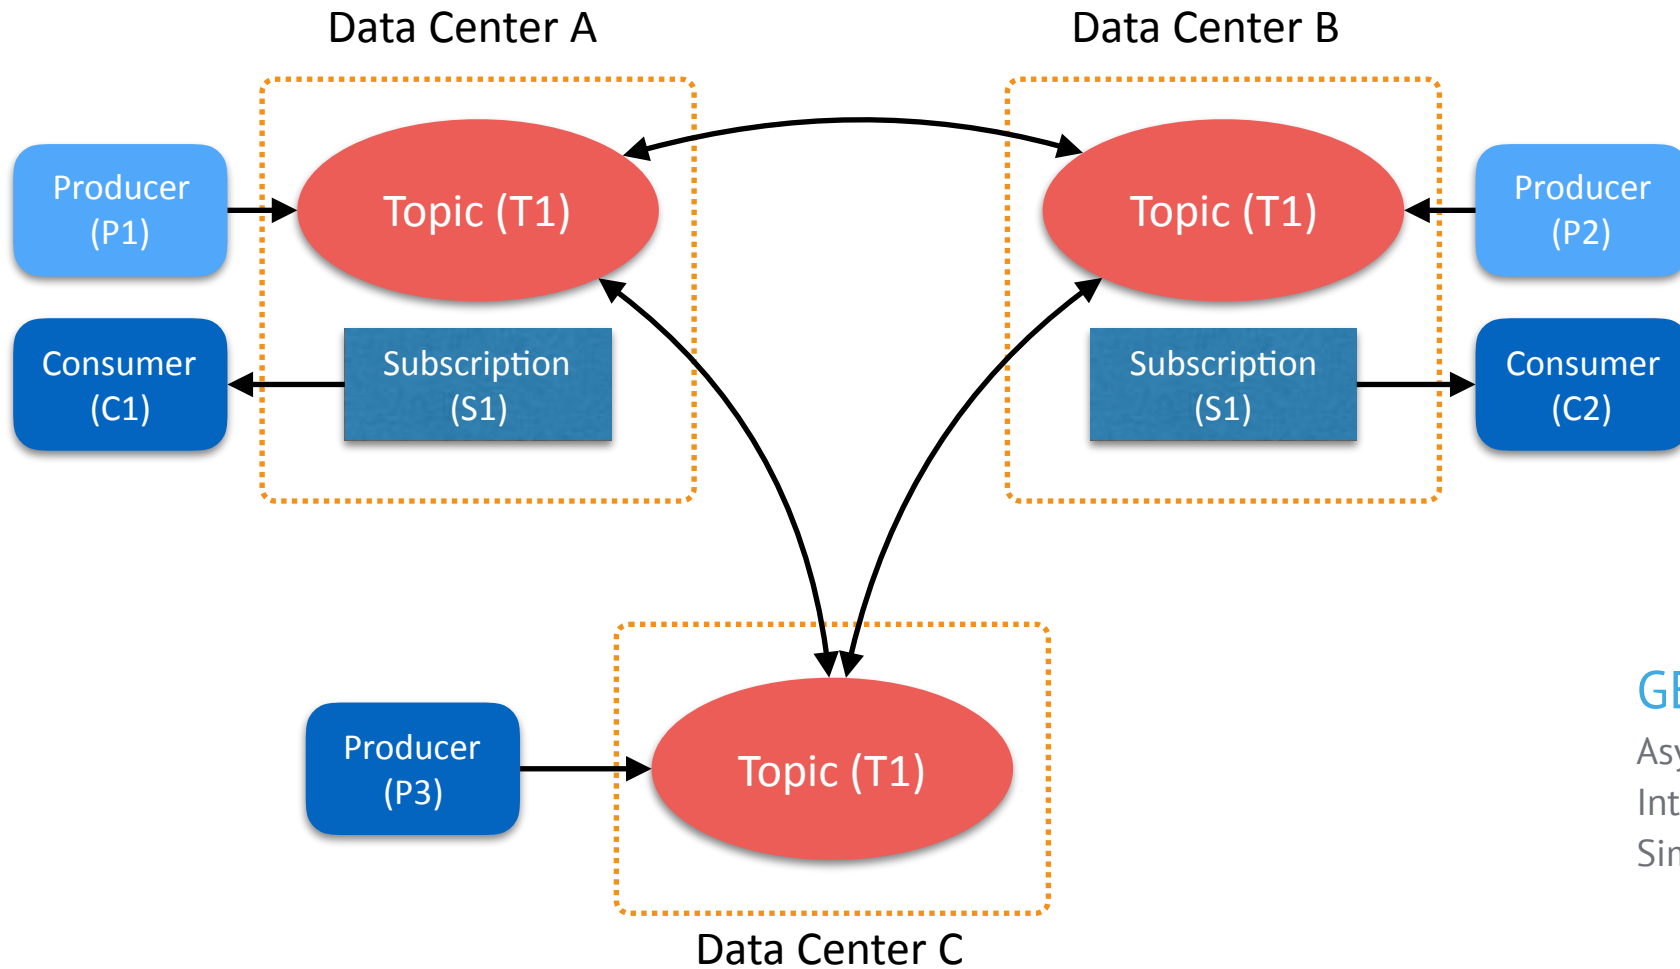 Data Center A
Data Center B
Producer
(P1)
Topic (T1)
Topic (T1)
Producer
(P2)
Consumer
(C1)
Subscription
(S1)
Subscription
(S1)
Consumer
(C2)
Producer
(P3)
Topic (T1)
Data Center C